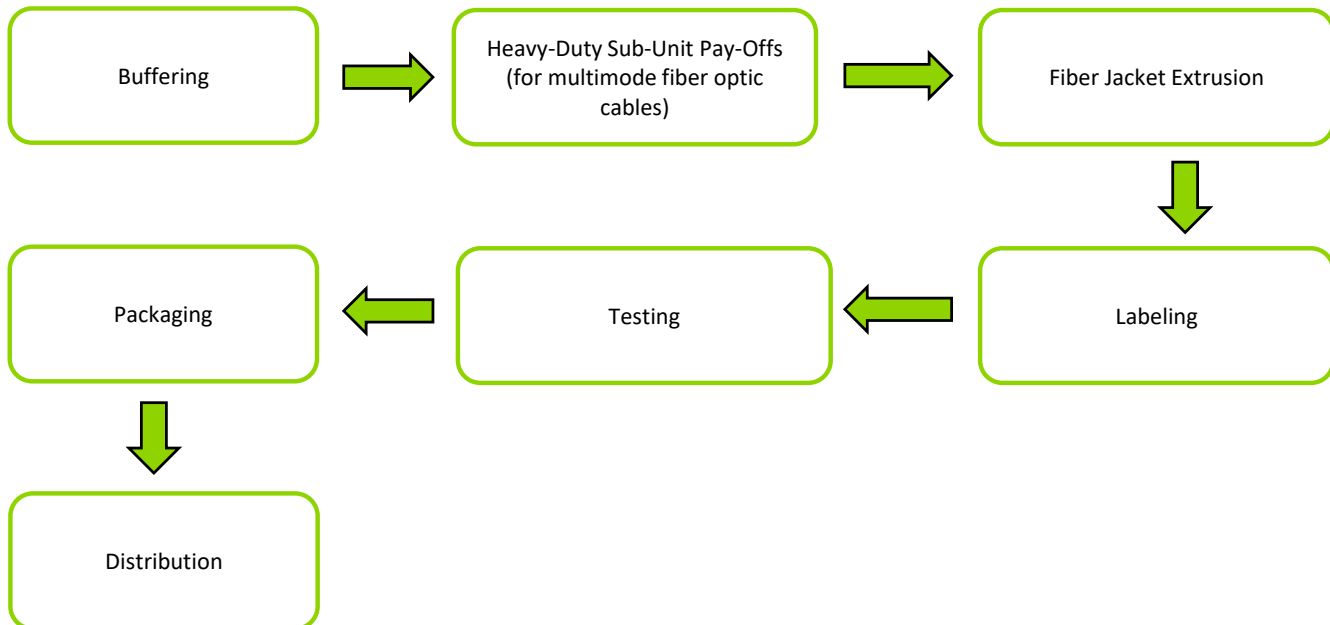 Buffering
Heavy-Duty Sub-Unit Pay-Offs
(for multimode fiber optic
cables)
Fiber Jacket Extrusion
Labeling
Testing
Packaging
Distribution